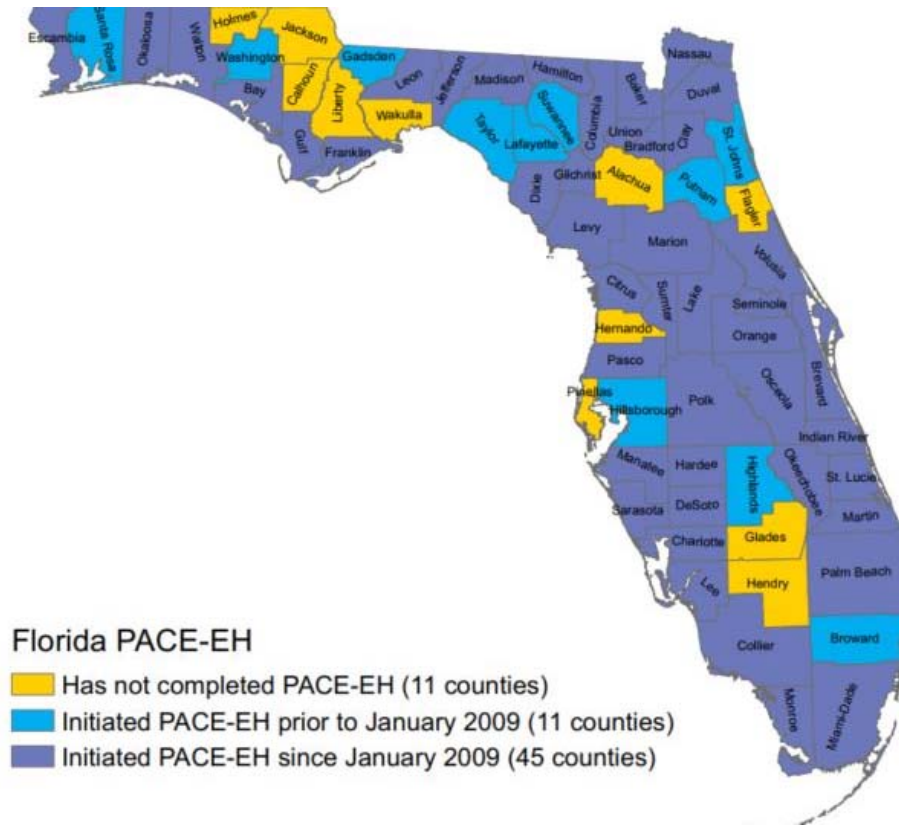 Holmes
Jackson
Escambia
Santa Rosa
Okaloosa
Walton
Washington
Gadsden
Bay
Calhoun
Liberty
Leon
Wakulla
Jefferson
Madison
Hamilton
Taylor
Suwannee
Lafayette
Columbia
Baker
Nassau
Duval
Union
Bradford
Clay
St. Johns
Gulf
Franklin
Dixie
Gilchrist
Alachua
Putnam
Flagler
Levy
Marion
Volusia
Citrus
Sumter
Lake
Seminole
Hernando
Orange
Pasco
Brevard
Pinellas
Hillsborough
Polk
Oscaola
Indian River
Manatee
Hardee
Highlands
Okeechobee
St. Lucie
Sarasota
DeSoto
Martin
Charlotte
Glades
Lee
Hendry
Palm Beach
Collier
Broward
Monroe
Miami-Dade
Florida PACE-EH
Has not completed PACE-EH (11 counties)
Initiated PACE-EH prior to January 2009 (11 counties)
Initiated PACE-EH since January 2009 (45 counties)